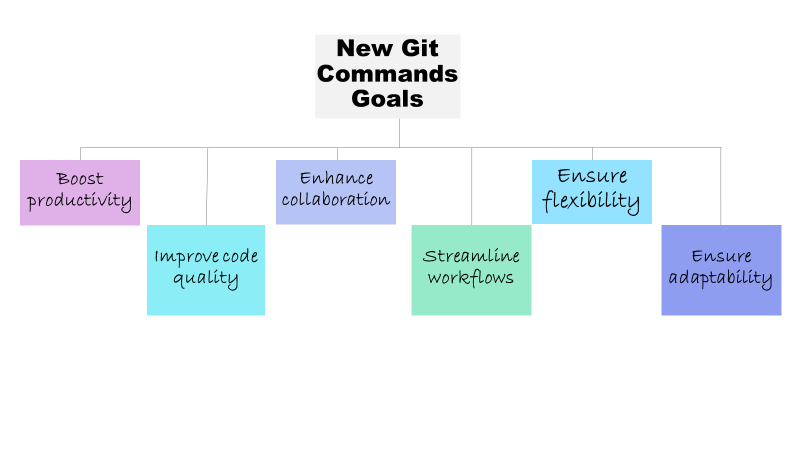 New Git
Commands
Goals
Boost
productivity
Improve code
quality
Enhance
collaboration
Streamline
workflows
Ensure
flexibility
Ensure
adaptability